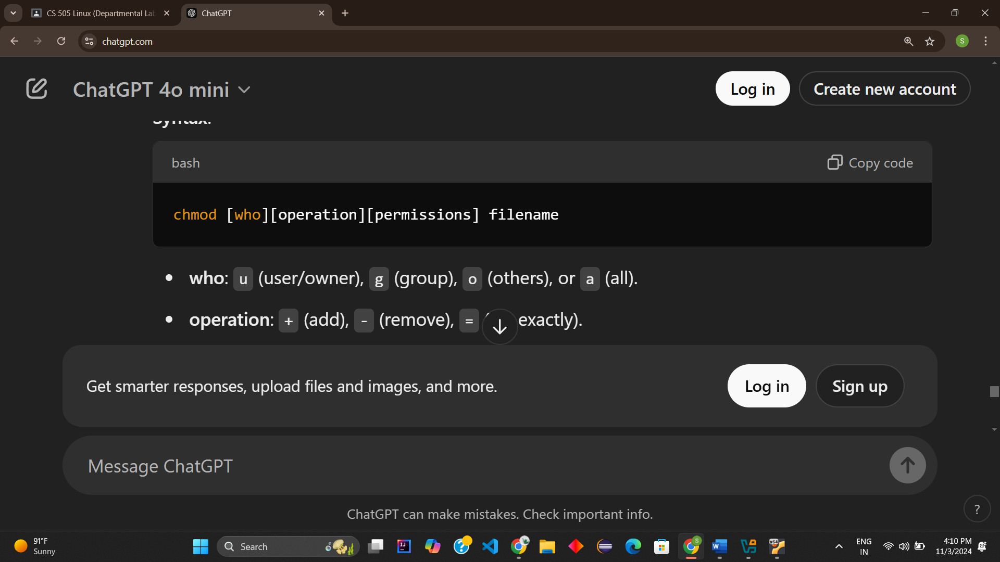 CS 505 Linux (Departmental Lab
ChatGPT
chatgpt.com
S
ChatGPT 4o mini
Log in
Create new account
Syntax:
bash
Copy code
chmod [who][operation][permissions] filename
• who: u (user/owner), g (group), o (others), or a (all).
• operation: + (add), - (remove), = exactly).
Get smarter responses, upload files and images, and more.
Log in
Sign up
Message ChatGPT
ChatGPT can make mistakes. Check important info.
?
91°F
Sunny
Search
ENG
IN
4:10 PM
11/3/2024